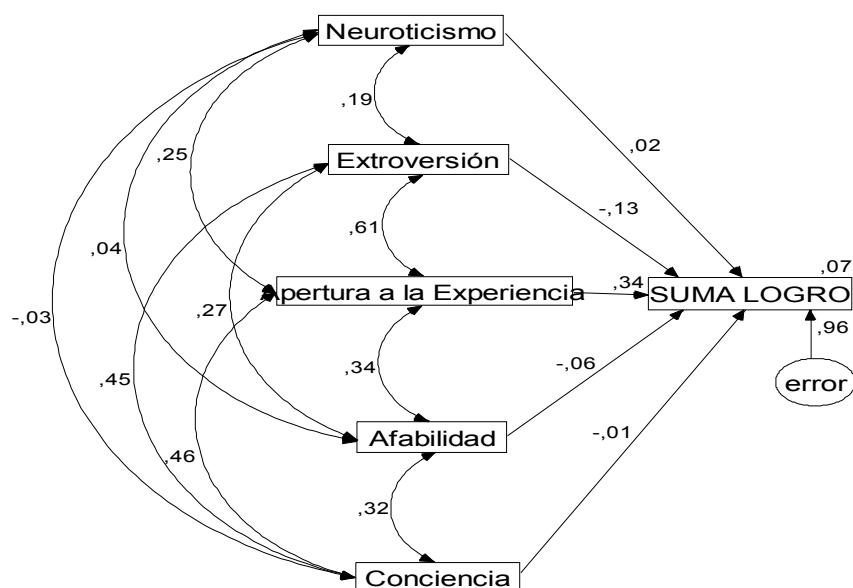 Neuroticismo
,19
,25
,02
Extroversión
-,13
,61
,04
,07
Apertura a la Experiencia
,34
SUMA LOGRO
,27
-,03
,96
,34
-,06
,45
error
Afabilidad
-,01
,46
,32
Conciencia